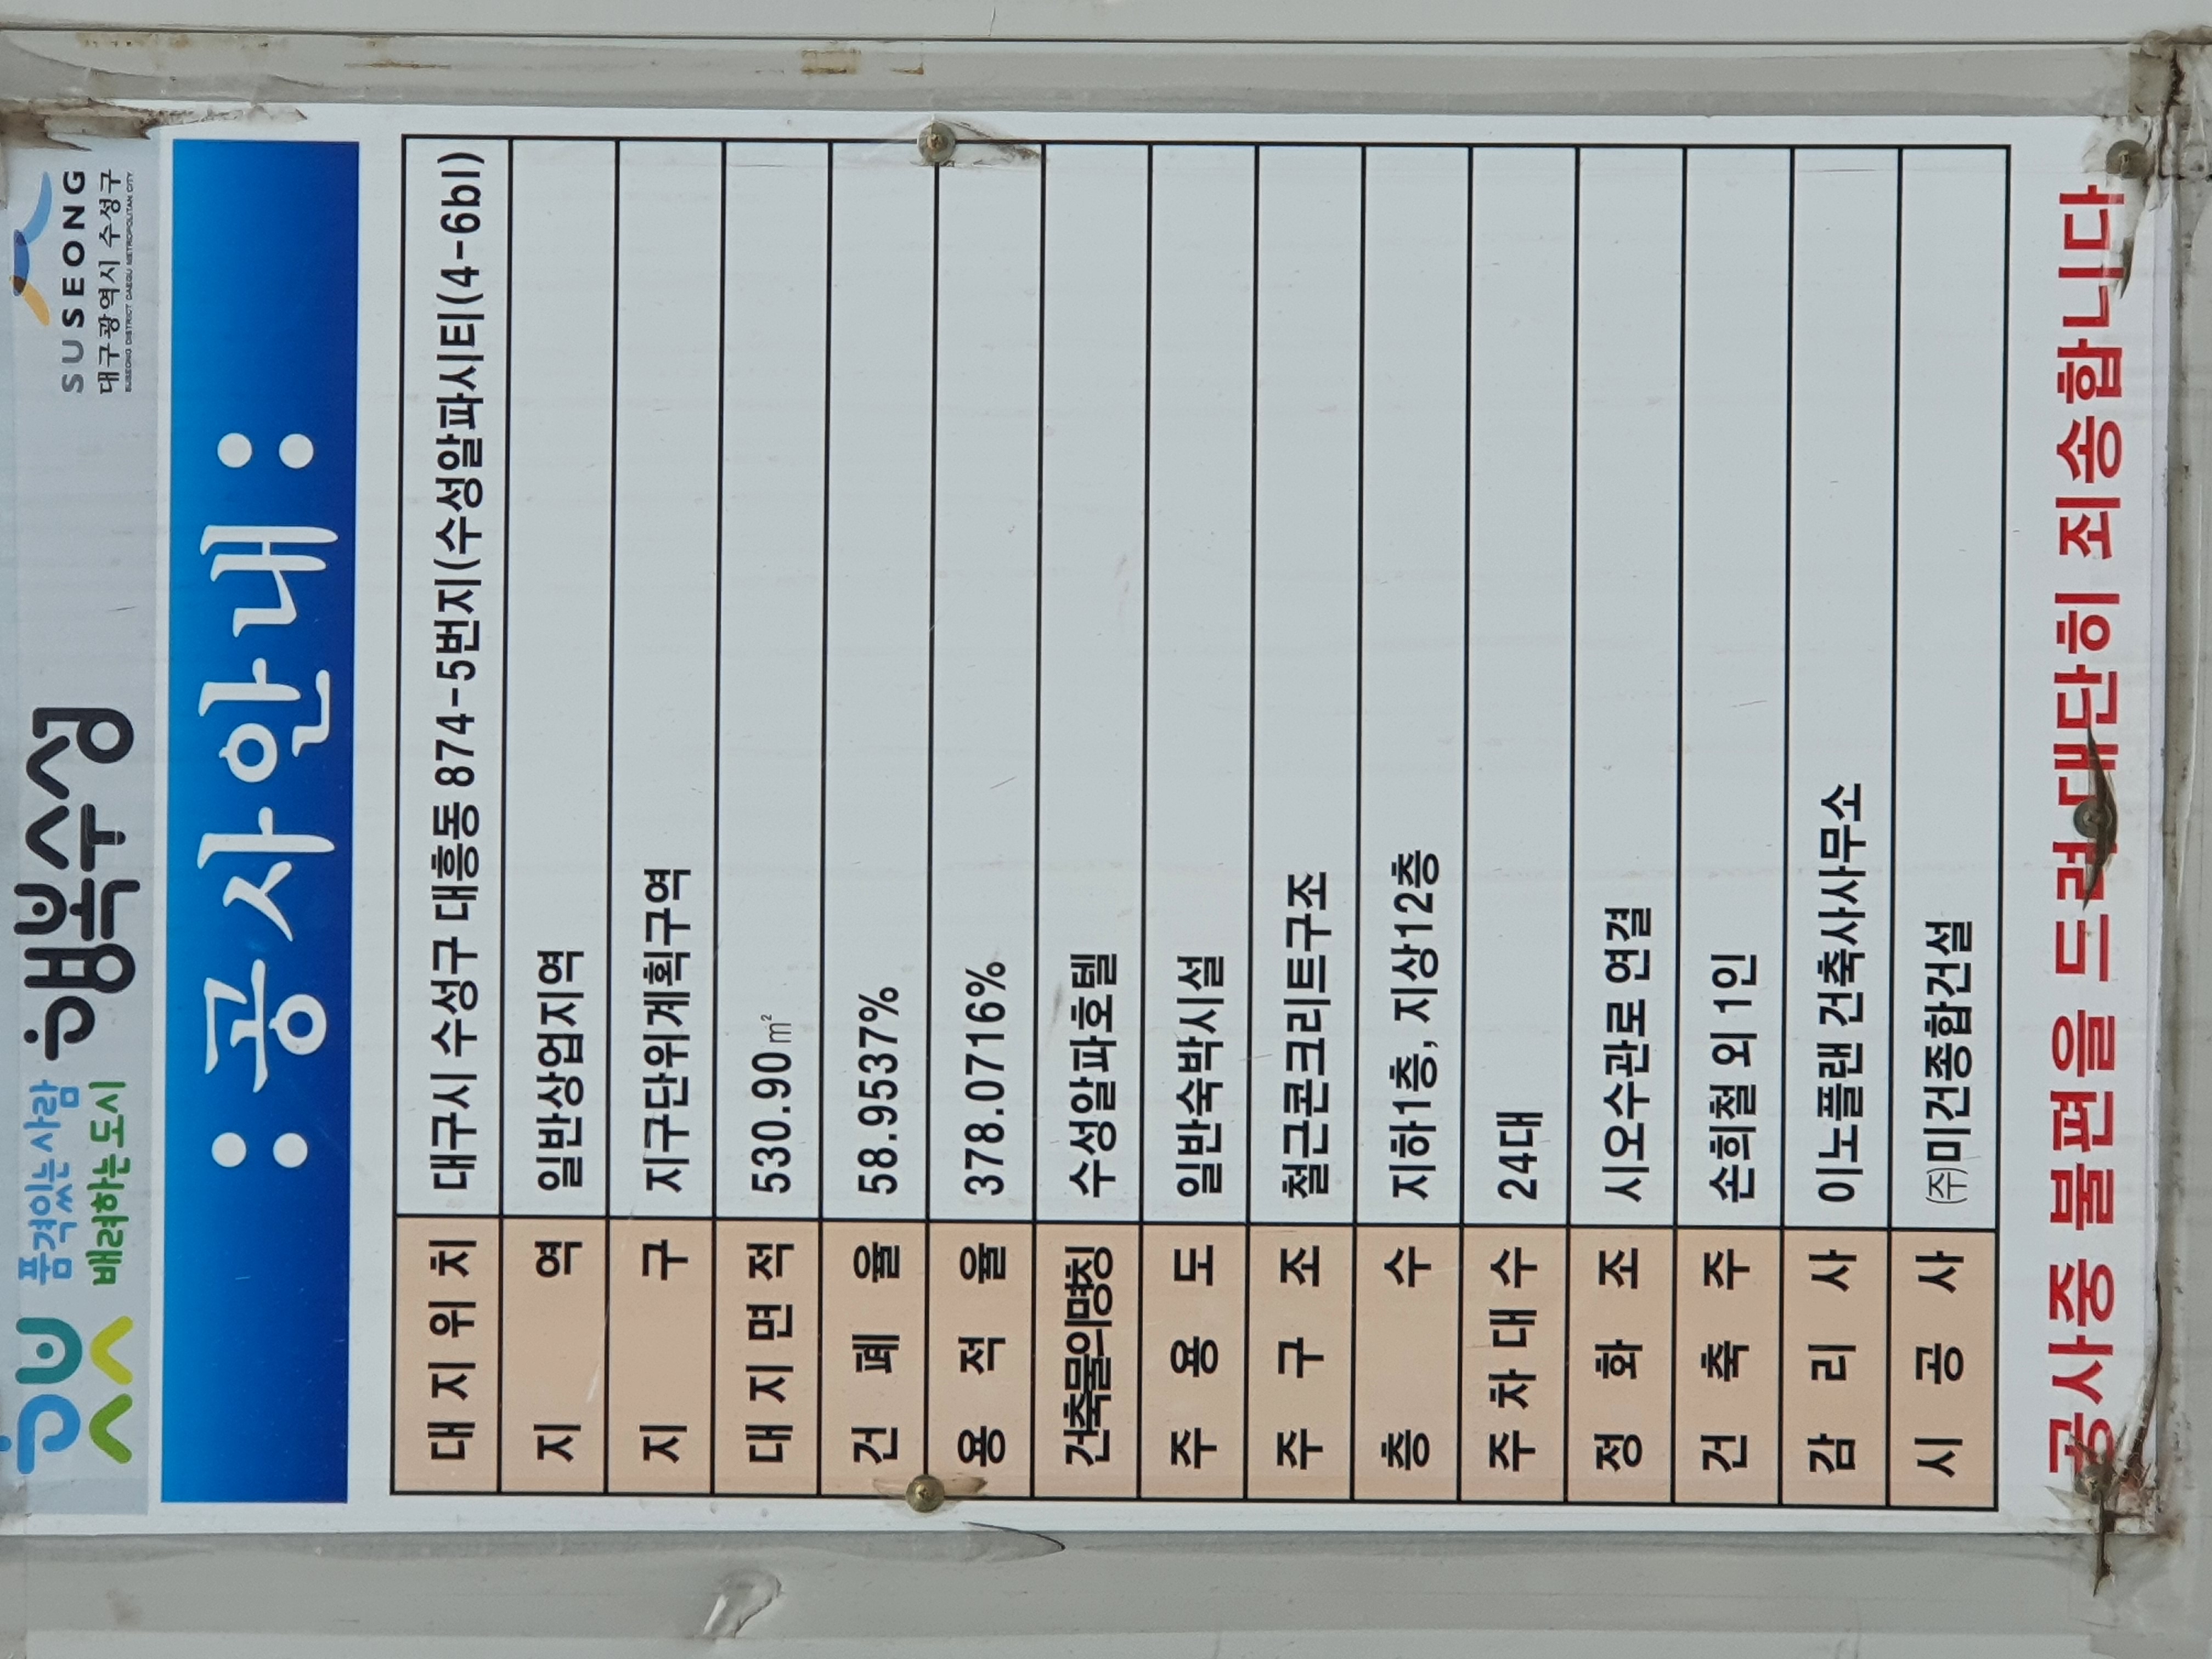 품격있는사람
배려하는도시
행복수성
SUSEONG
대구광역시 수성구
SUSEONG DISTRICT DAEGU METROPOLITAN CITY
:공사안내:
대지위치 대구시 수성구 대흥동 874-5번지(수성알파시티(4-6bl)
지역 일반상업지역
지구 지구단위계획구역
대지면적 530.90㎡
건폐율 58.9537%
용적율 378.0716%
건축물의명칭 수성알파호텔
주용도 일반숙박시설
주구조 철근콘크리트구조
층수 지하1층, 지상12층
주차대수 24대
정화조 시오수관로 연결
건축주 손희철 외 1인
감리사 이노플랜 건축사사무소
시공사 ㈜미건종합건설
공사중 불편을 드려 대단히 죄송합니다